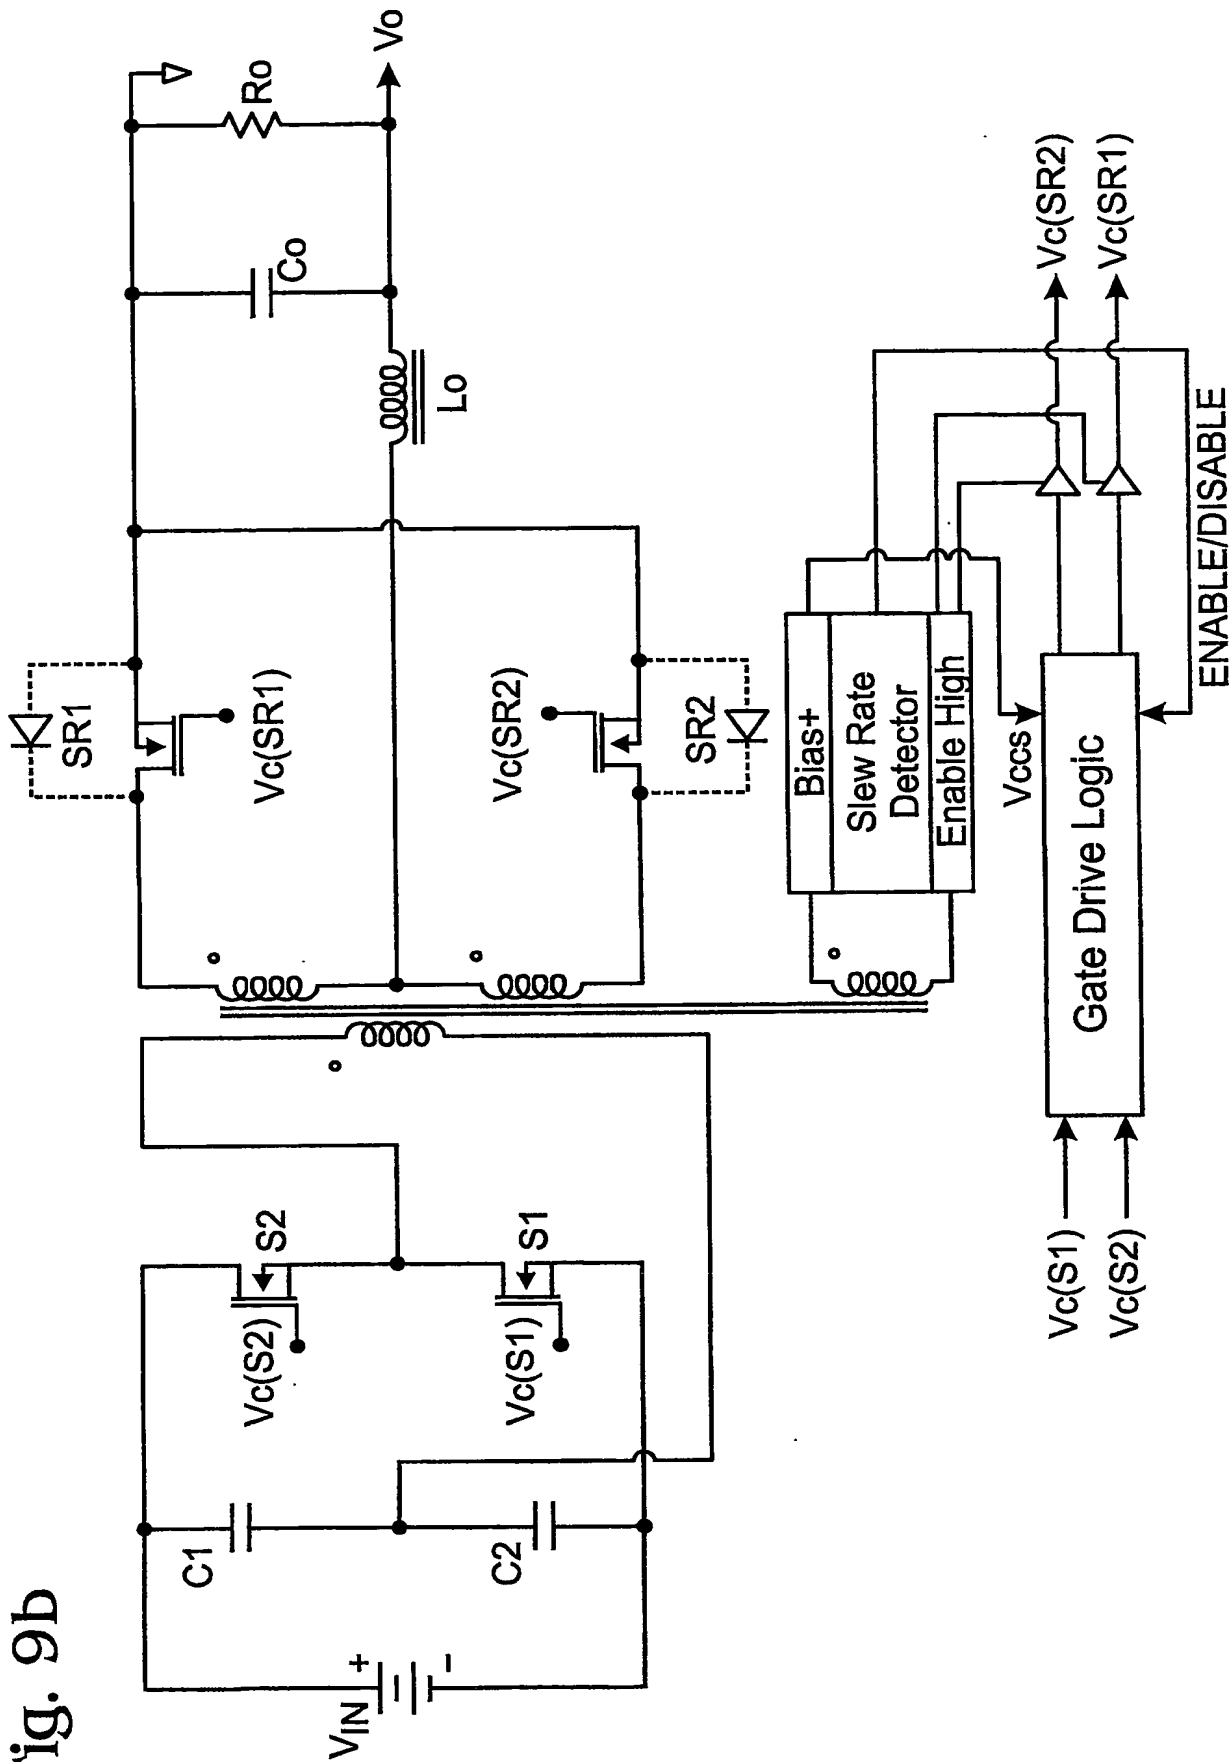 ig. 9b
VIN
+
-
C1
C2
Vc(S2)
S2
Vc(S1)
S1
SR1
Vc(SR1)
Vc(SR2)
SR2
Lo
Co
Ro
Vo
Bias+
Slew Rate
Detector
Enable High
Vccs
Gate Drive Logic
Vc(S1)
Vc(S2)
ENABLE/DISABLE
Vc(SR2)
Vc(SR1)